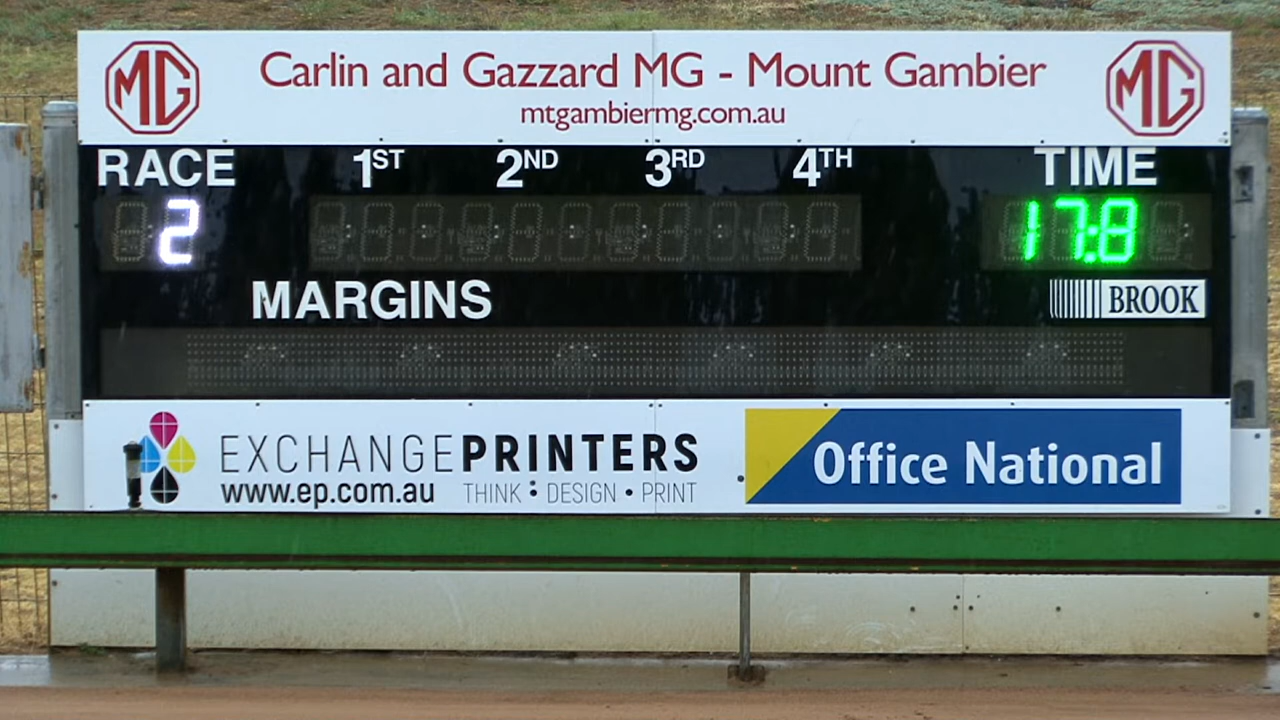 MG Carlin and Gazzard MG - Mount Gambier MG
mtgambiermg.com.au
RACE 1ST 2ND 3RD 4TH TIME
2 17:8
MARGINS BROOK
EXCHANGEPRINTERS Office National
www.ep.com.au THINK • DESIGN • PRINT